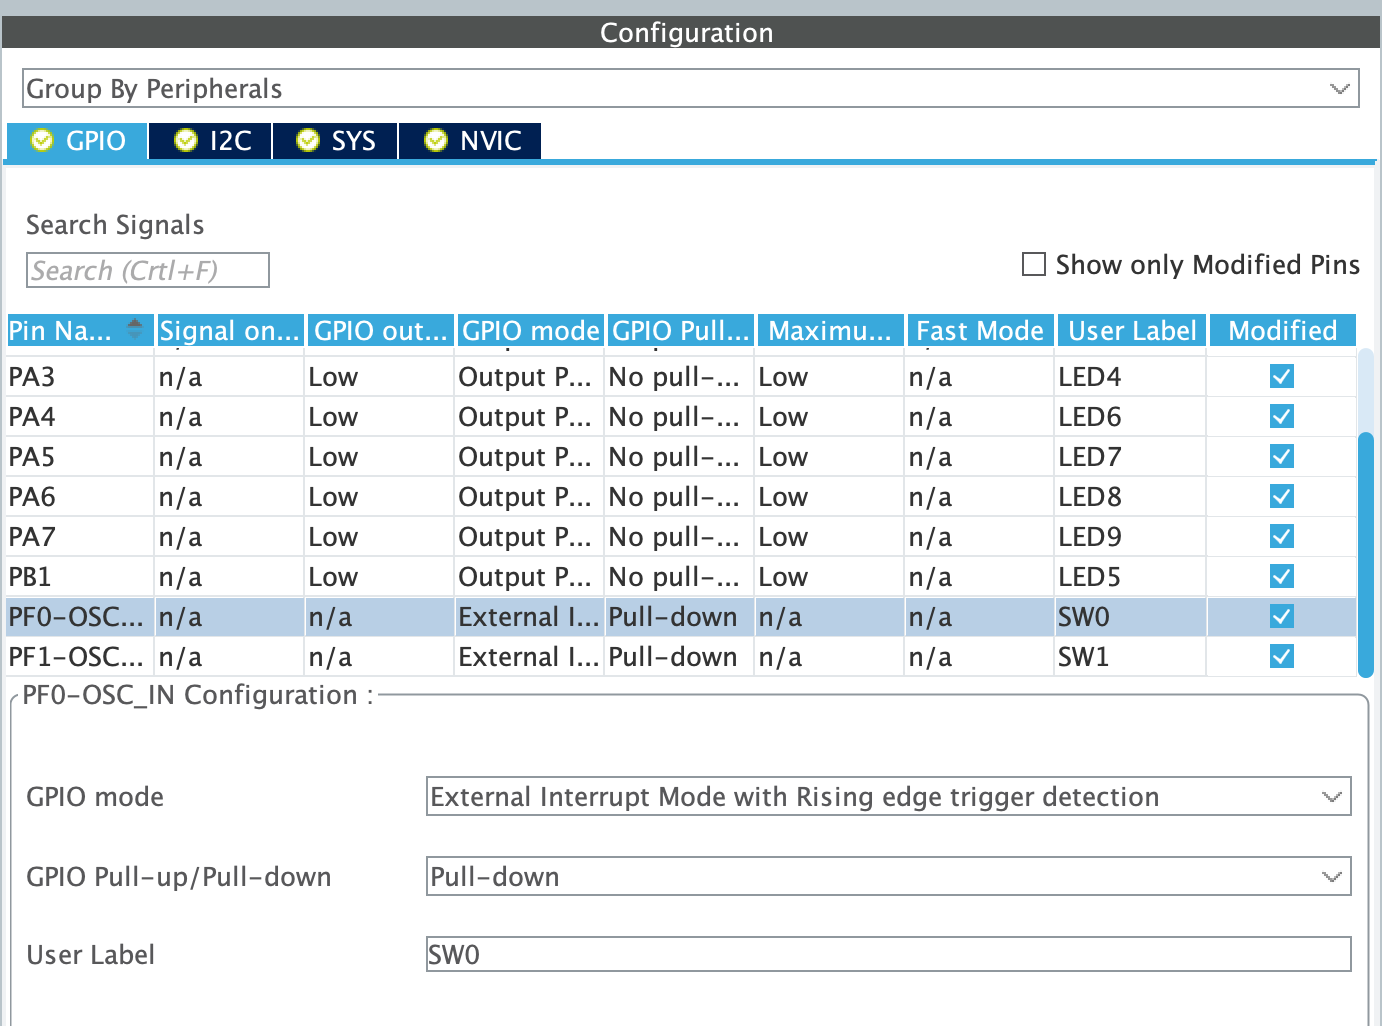 Configuration
Group By Peripherals
GPIO I2C SYS NVIC
Search Signals
Search (Crtl+F)
Show only Modified Pins
Pin Na... Signal on... GPIO out... GPIO mode GPIO Pull... Maximu... Fast Mode User Label Modified
PA3 n/a Low Output P... No pull-... Low n/a LED4
PA4 n/a Low Output P... No pull-... Low n/a LED6
PA5 n/a Low Output P... No pull-... Low n/a LED7
PA6 n/a Low Output P... No pull-... Low n/a LED8
PA7 n/a Low Output P... No pull-... Low n/a LED9
PB1 n/a Low Output P... No pull-... Low n/a LED5
PF0-OSC... n/a n/a External I... Pull-down n/a n/a SW0
PF1-OSC... n/a n/a External I... Pull-down n/a n/a SW1
PF0-OSC_IN Configuration :
GPIO mode External Interrupt Mode with Rising edge trigger detection
GPIO Pull-up/Pull-down Pull-down
User Label SW0